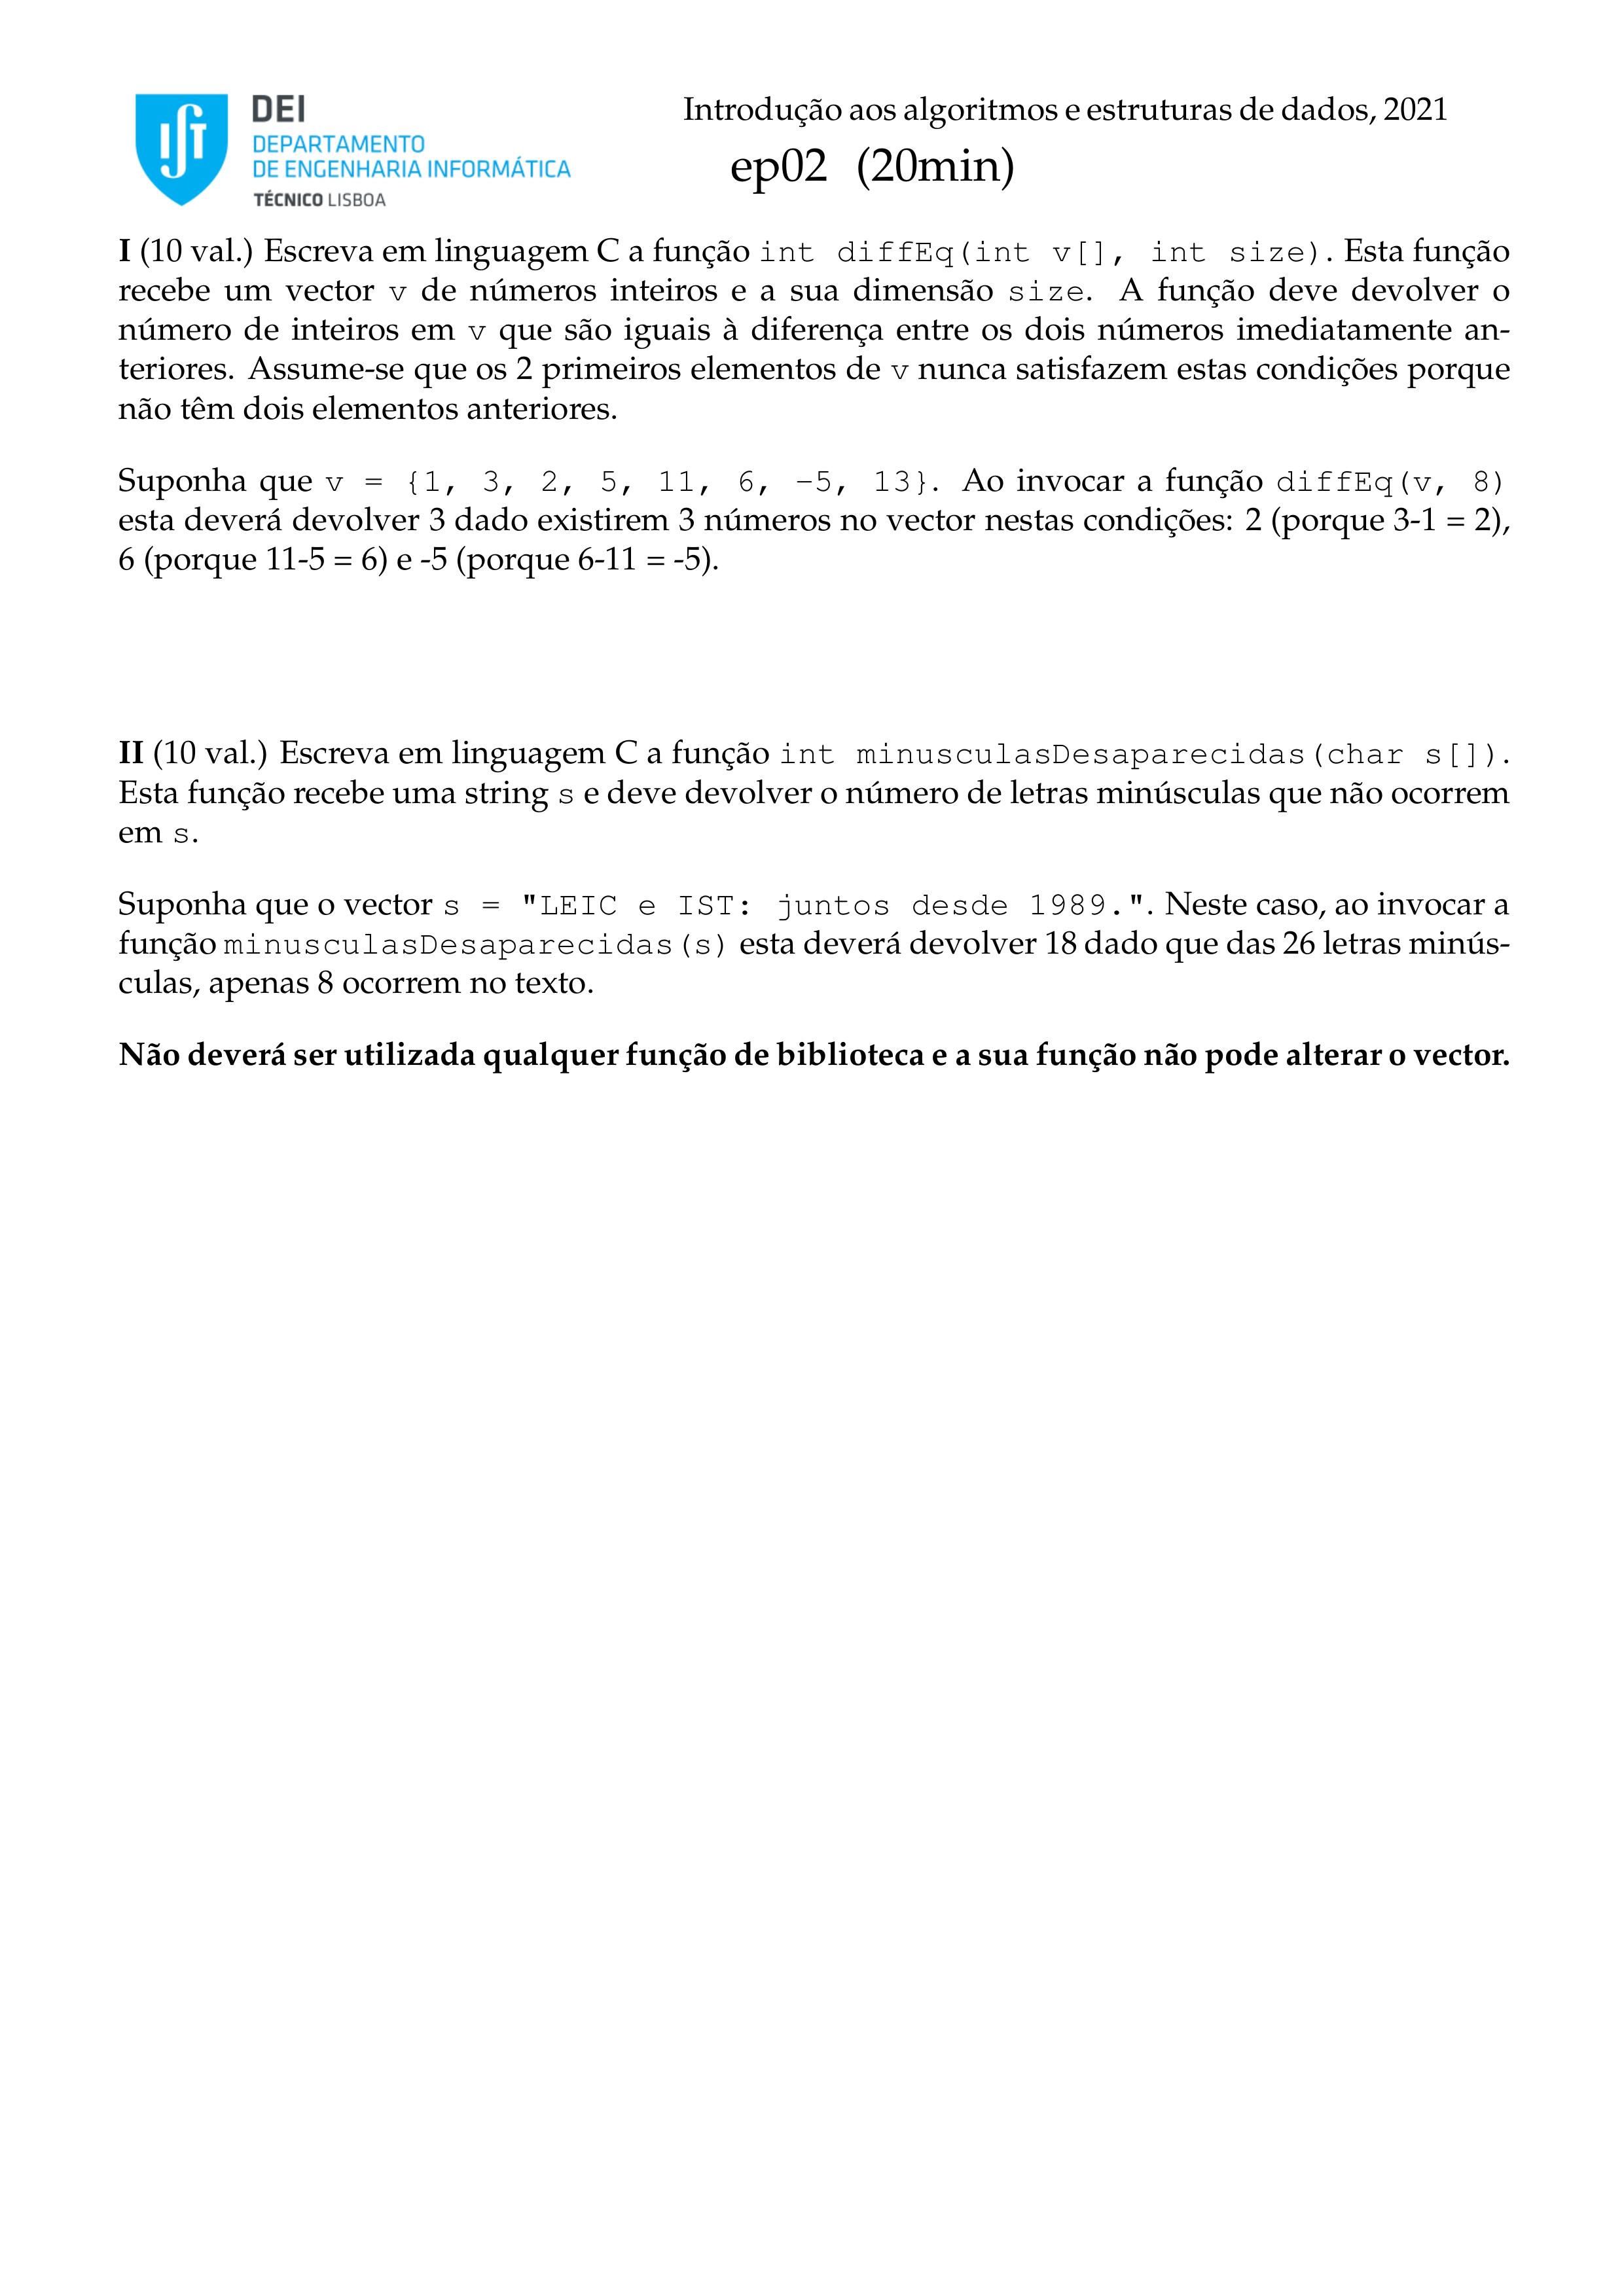 DEI
DEPARTAMENTO
DE ENGENHARIA INFORMÁTICA
TÉCNICO LISBOA
Introdução aos algoritmos e estruturas de dados, 2021
ep02 (20min)
I (10 val.) Escreva em linguagem C a função int diffEq(int v[], int size). Esta função
recebe um vector v de números inteiros e a sua dimensão size. A função deve devolver o
número de inteiros em v que são iguais à diferença entre os dois números imediatamente an-
teriores. Assume-se que os 2 primeiros elementos de v nunca satisfazem estas condições porque
não têm dois elementos anteriores.
Suponha que v = {1, 3, 2, 5, 11, 6, -5, 13}. Ao invocar a função diffEq(v, 8)
esta deverá devolver 3 dado existirem 3 números no vector nestas condições: 2 (porque 3-1 = 2),
6 (porque 11-5 = 6) e -5 (porque 6-11 = -5).
II (10 val.) Escreva em linguagem C a função int minusculasDesaparecidas(char s[]).
Esta função recebe uma string s e deve devolver o número de letras minúsculas que não ocorrem
em s.
Suponha que o vector s = "LEIC e IST: juntos desde 1989.". Neste caso, ao invocar a
função minusculasDesaparecidas(s) esta deverá devolver 18 dado que das 26 letras minús-
culas, apenas 8 ocorrem no texto.
Não deverá ser utilizada qualquer função de biblioteca e a sua função não pode alterar o vector.